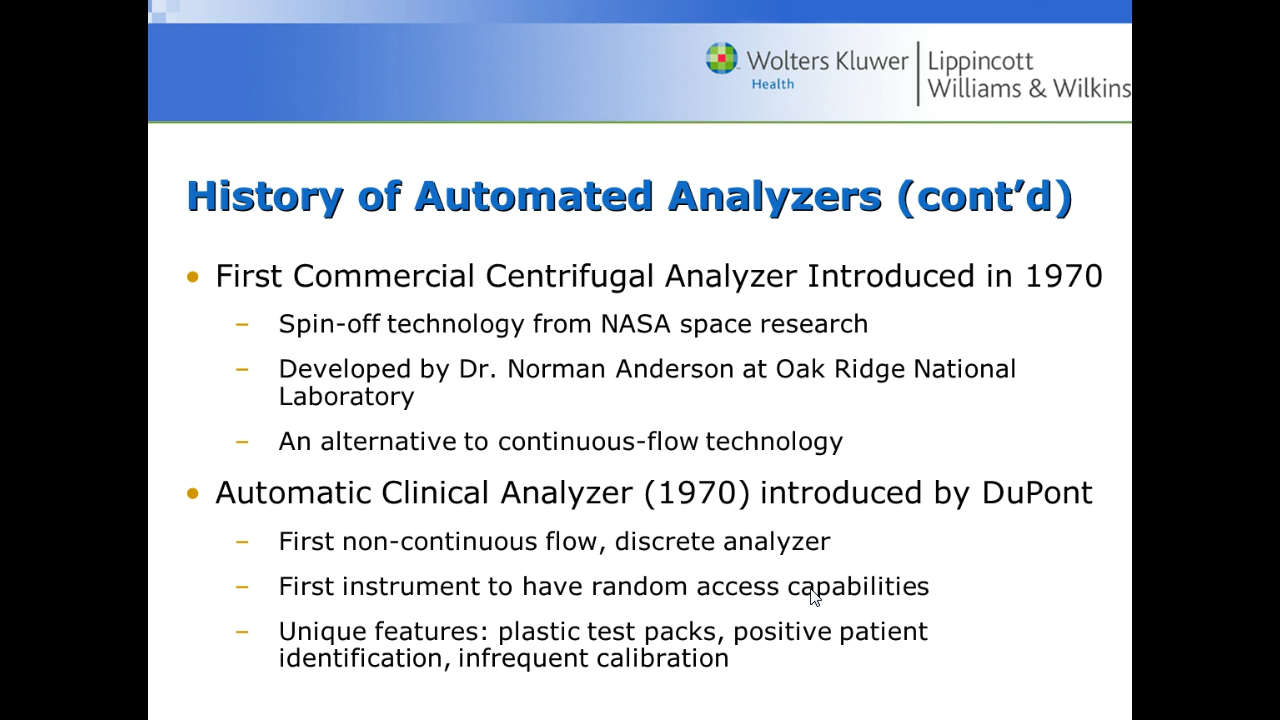 Wolters Kluwer
Health
Lippincott
Williams & Wilkins
History of Automated Analyzers (cont’d)
• First Commercial Centrifugal Analyzer Introduced in 1970
– Spin-off technology from NASA space research
– Developed by Dr. Norman Anderson at Oak Ridge National
Laboratory
– An alternative to continuous-flow technology
• Automatic Clinical Analyzer (1970) introduced by DuPont
– First non-continuous flow, discrete analyzer
– First instrument to have random access capabilities
– Unique features: plastic test packs, positive patient
identification, infrequent calibration